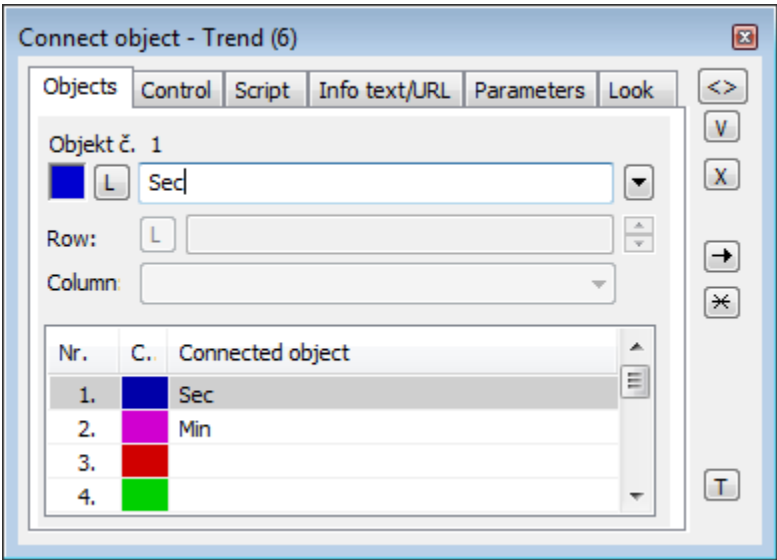 Connect object - Trend (6)
Objects Control Script Info text/URL Parameters Look
<>
V
Objekt č. 1
L Sec
X
Row: L
Column:
Nr. C.. Connected object
1. Sec
2. Min
3.
4.
T